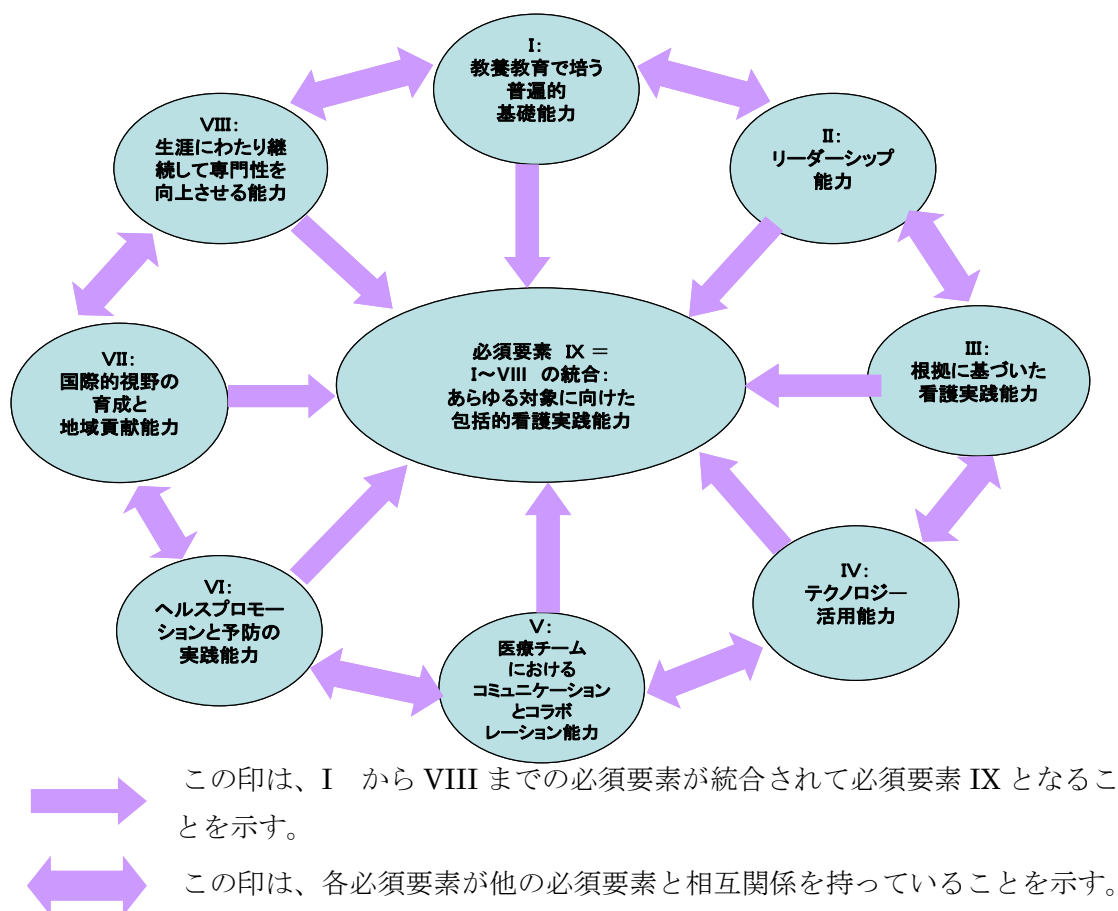 I:
教養教育で培う
普遍的
基礎能力
II:
リーダーシップ
能力
III:
根拠に基づいた
看護実践能力
IV:
テクノロジー
活用能力
V:
医療チーム
における
コミュニケーション
とコラボ
レーション能力
VI:
ヘルスプロモー
ションと予防の
実践能力
VII:
国際的視野の
育成と
地域貢献能力
VIII:
生涯にわたり継
続して専門性を
向上させる能力
必須要素 IX =
I~VIII の統合:
あらゆる対象に向けた
包括的看護実践能力
この印は、I から VIII までの必須要素が統合されて必須要素 IX となるこ
とを示す。
この印は、各必須要素が他の必須要素と相互関係を持っていることを示す。